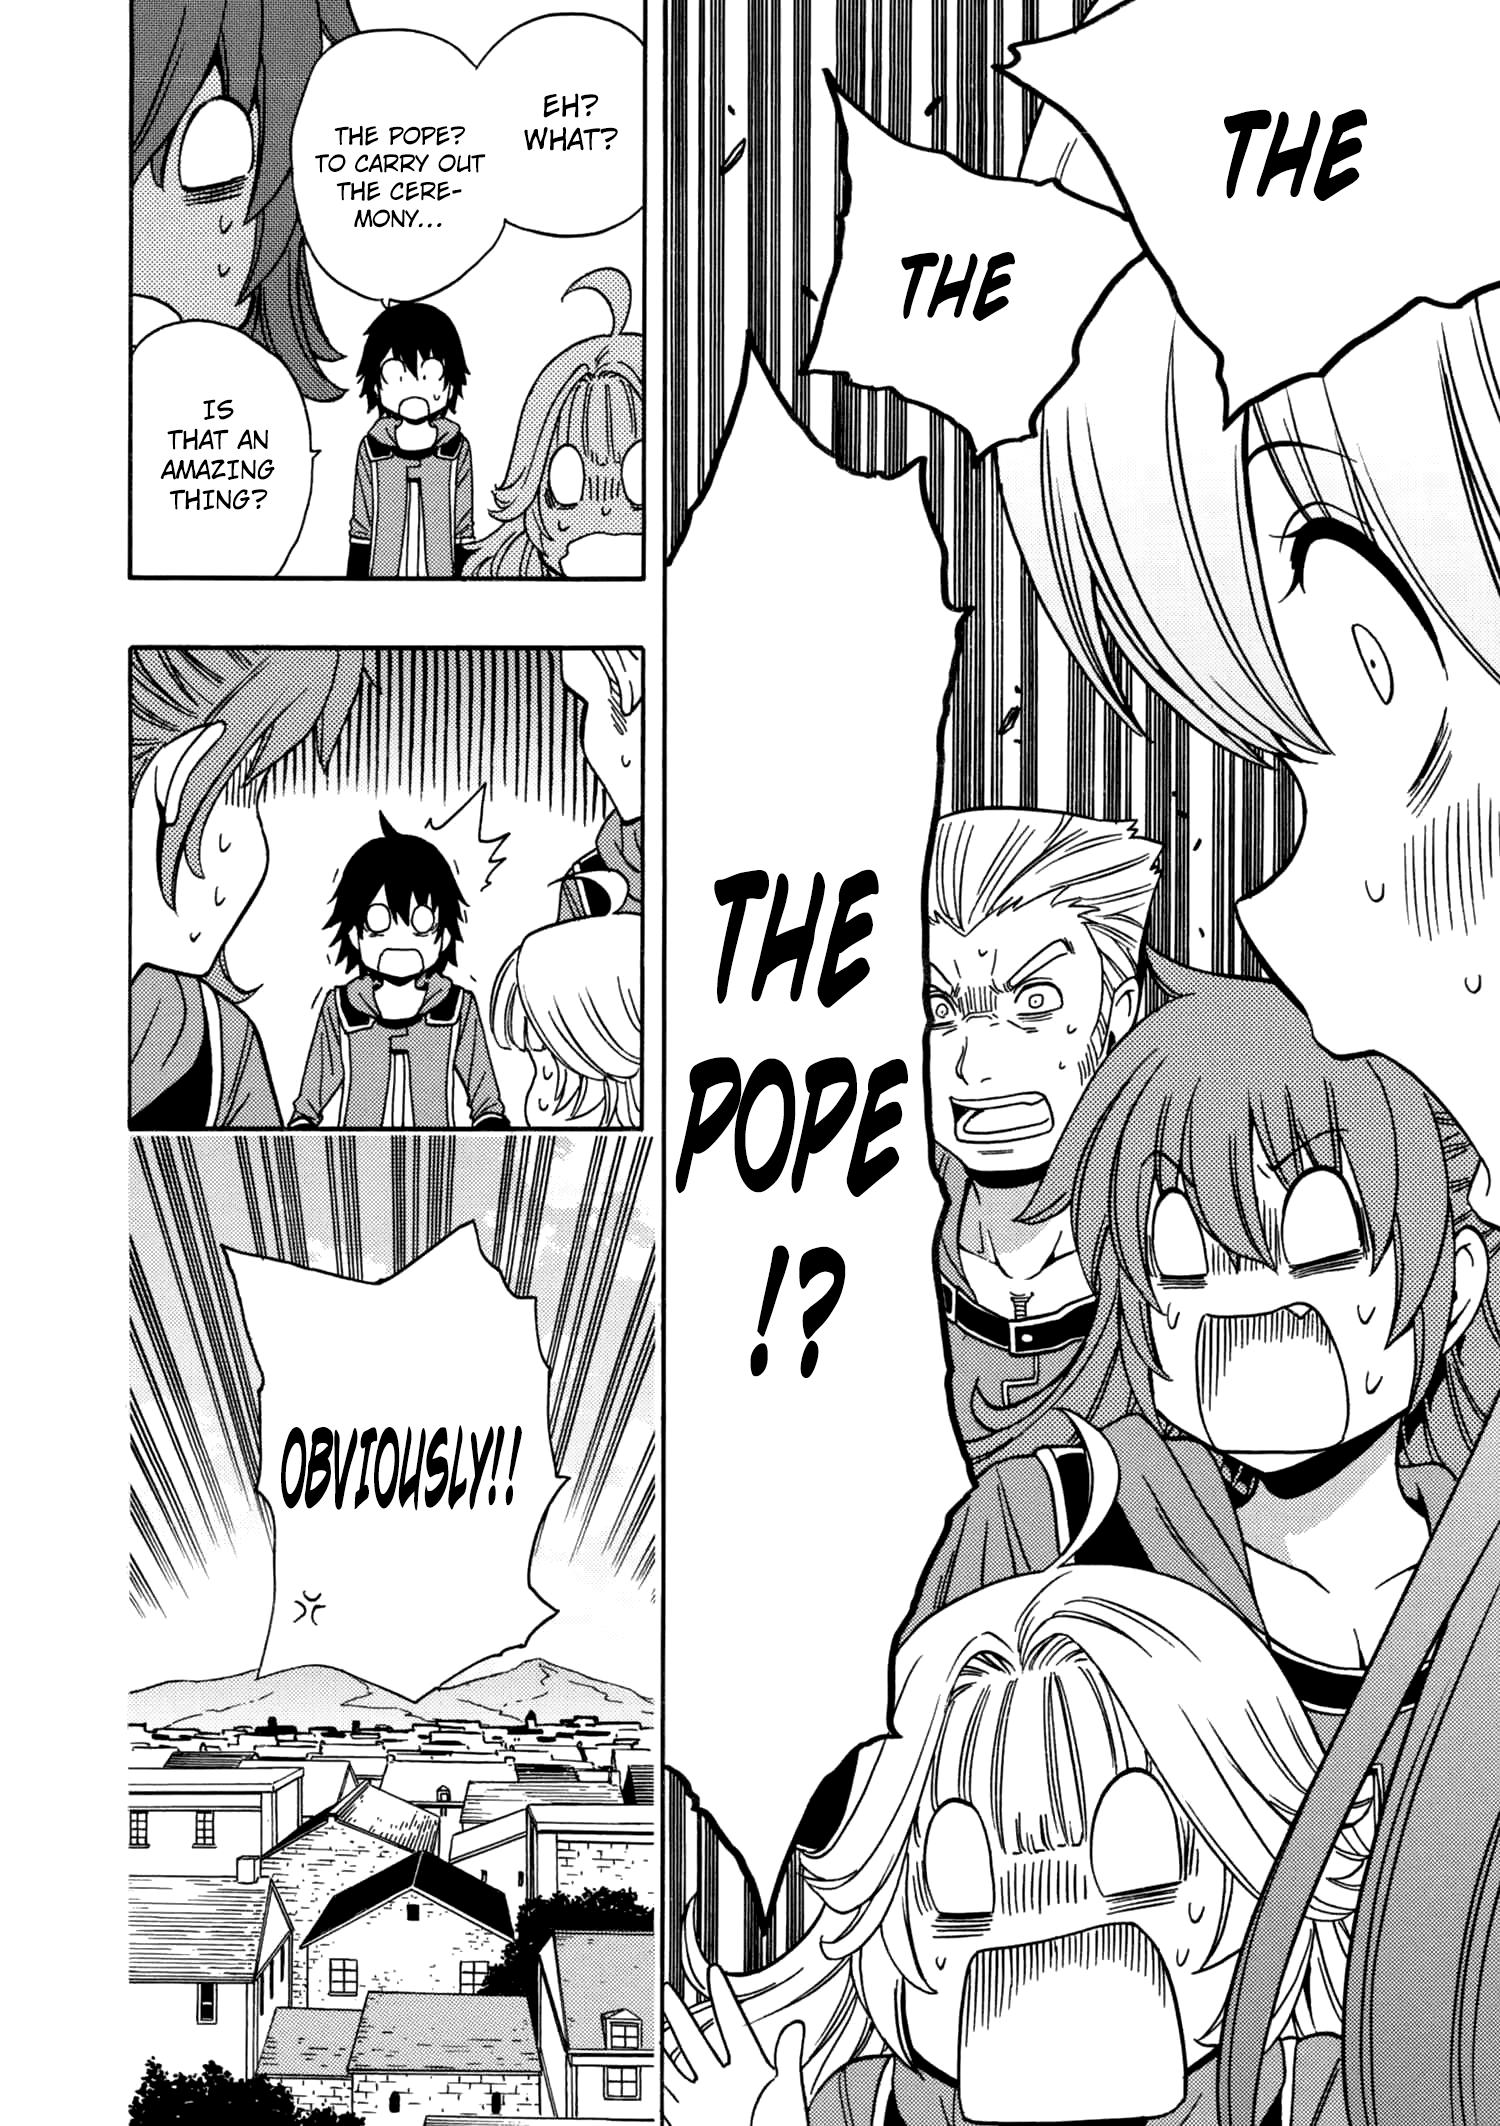 THE
THE
THE
POPE
!?
EH?
WHAT?
THE POPE?
TO CARRY OUT
THE CERE-
MONY...
IS
THAT AN
AMAZING
THING?
OBVIOUSLY!!